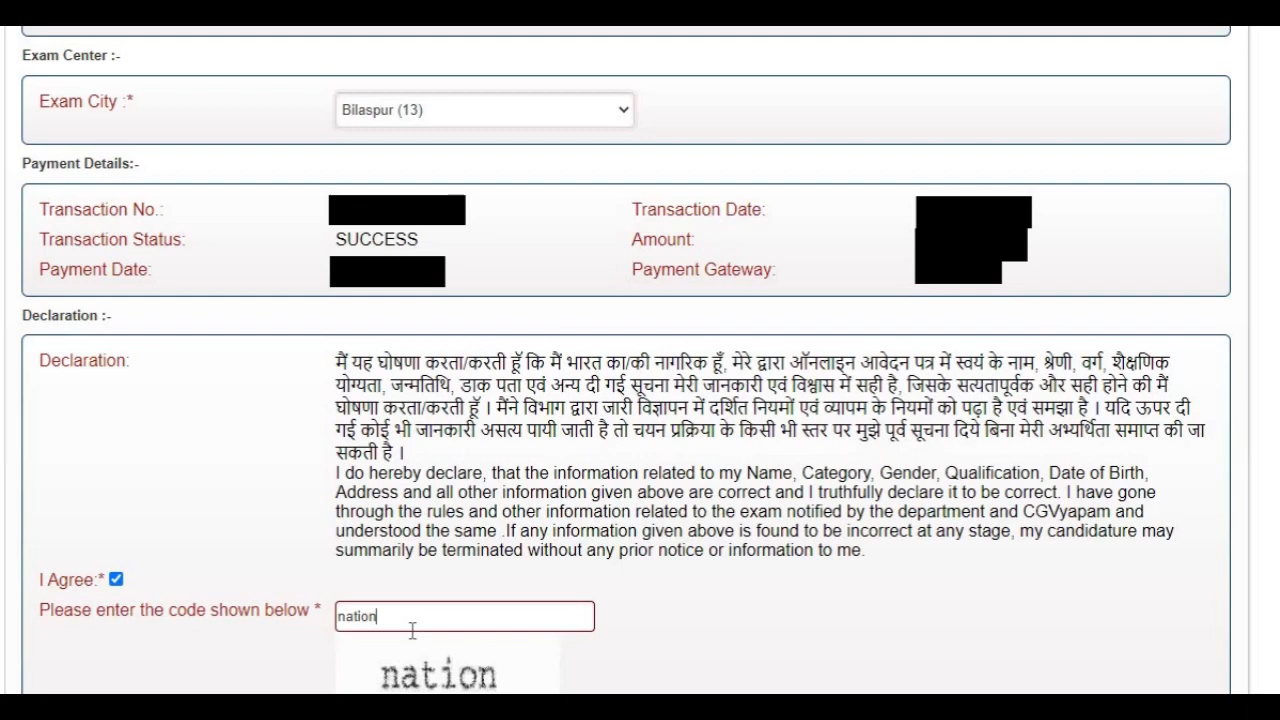 Exam Center :-
Exam City :* Bilaspur (13)
Payment Details:-
Transaction No.: Transaction Date:
Transaction Status: SUCCESS Amount:
Payment Date: Payment Gateway:
Declaration :-
Declaration: मैं यह घोषणा करता/करती हूँ कि मैं भारत का/की नागरिक हूँ, मेरे द्वारा ऑनलाइन आवेदन पत्र में स्वयं के नाम, श्रेणी, वर्ग, शैक्षणिक
योग्यता, जन्मतिथि, डाक पता एवं अन्य दी गई सूचना मेरी जानकारी एवं विश्वास में सही है, जिसके सत्यतापूर्वक और सही होने की मैं
घोषणा करता/करती हूँ । मैंने विभाग द्वारा जारी विज्ञापन में दर्शित नियमों एवं व्यापम के नियमों को पढ़ा है एवं समझा है । यदि ऊपर दी
गई कोई भी जानकारी असत्य पायी जाती है तो चयन प्रक्रिया के किसी भी स्तर पर मुझे पूर्व सूचना दिये बिना मेरी अभ्यर्थिता समाप्त की जा
सकती है ।
I do hereby declare, that the information related to my Name, Category, Gender, Qualification, Date of Birth,
Address and all other information given above are correct and I truthfully declare it to be correct. I have gone
through the rules and other information related to the exam notified by the department and CGVyapam and
understood the same .If any information given above is found to be incorrect at any stage, my candidature may
summarily be terminated without any prior notice or information to me.
I Agree:*
Please enter the code shown below * nation
nation